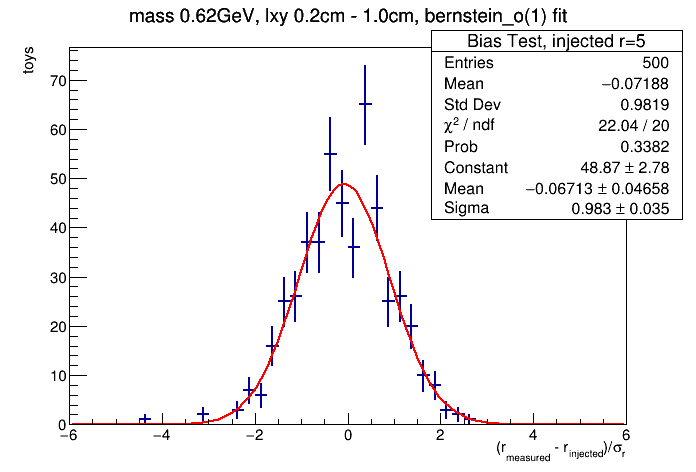 mass 0.62GeV, lxy 0.2cm - 1.0cm, bernstein_o(1) fit
Bias Test, injected r=5
Entries 500
Mean −0.07188
Std Dev 0.9819
χ² / ndf 22.04 / 20
Prob 0.3382
Constant 48.87 ± 2.78
Mean −0.06713 ± 0.04658
Sigma 0.983 ± 0.035
toys
70
60
50
40
30
20
10
0
−6 −4 −2 0 2 4 6
(r_measured - r_injected)/σ_r